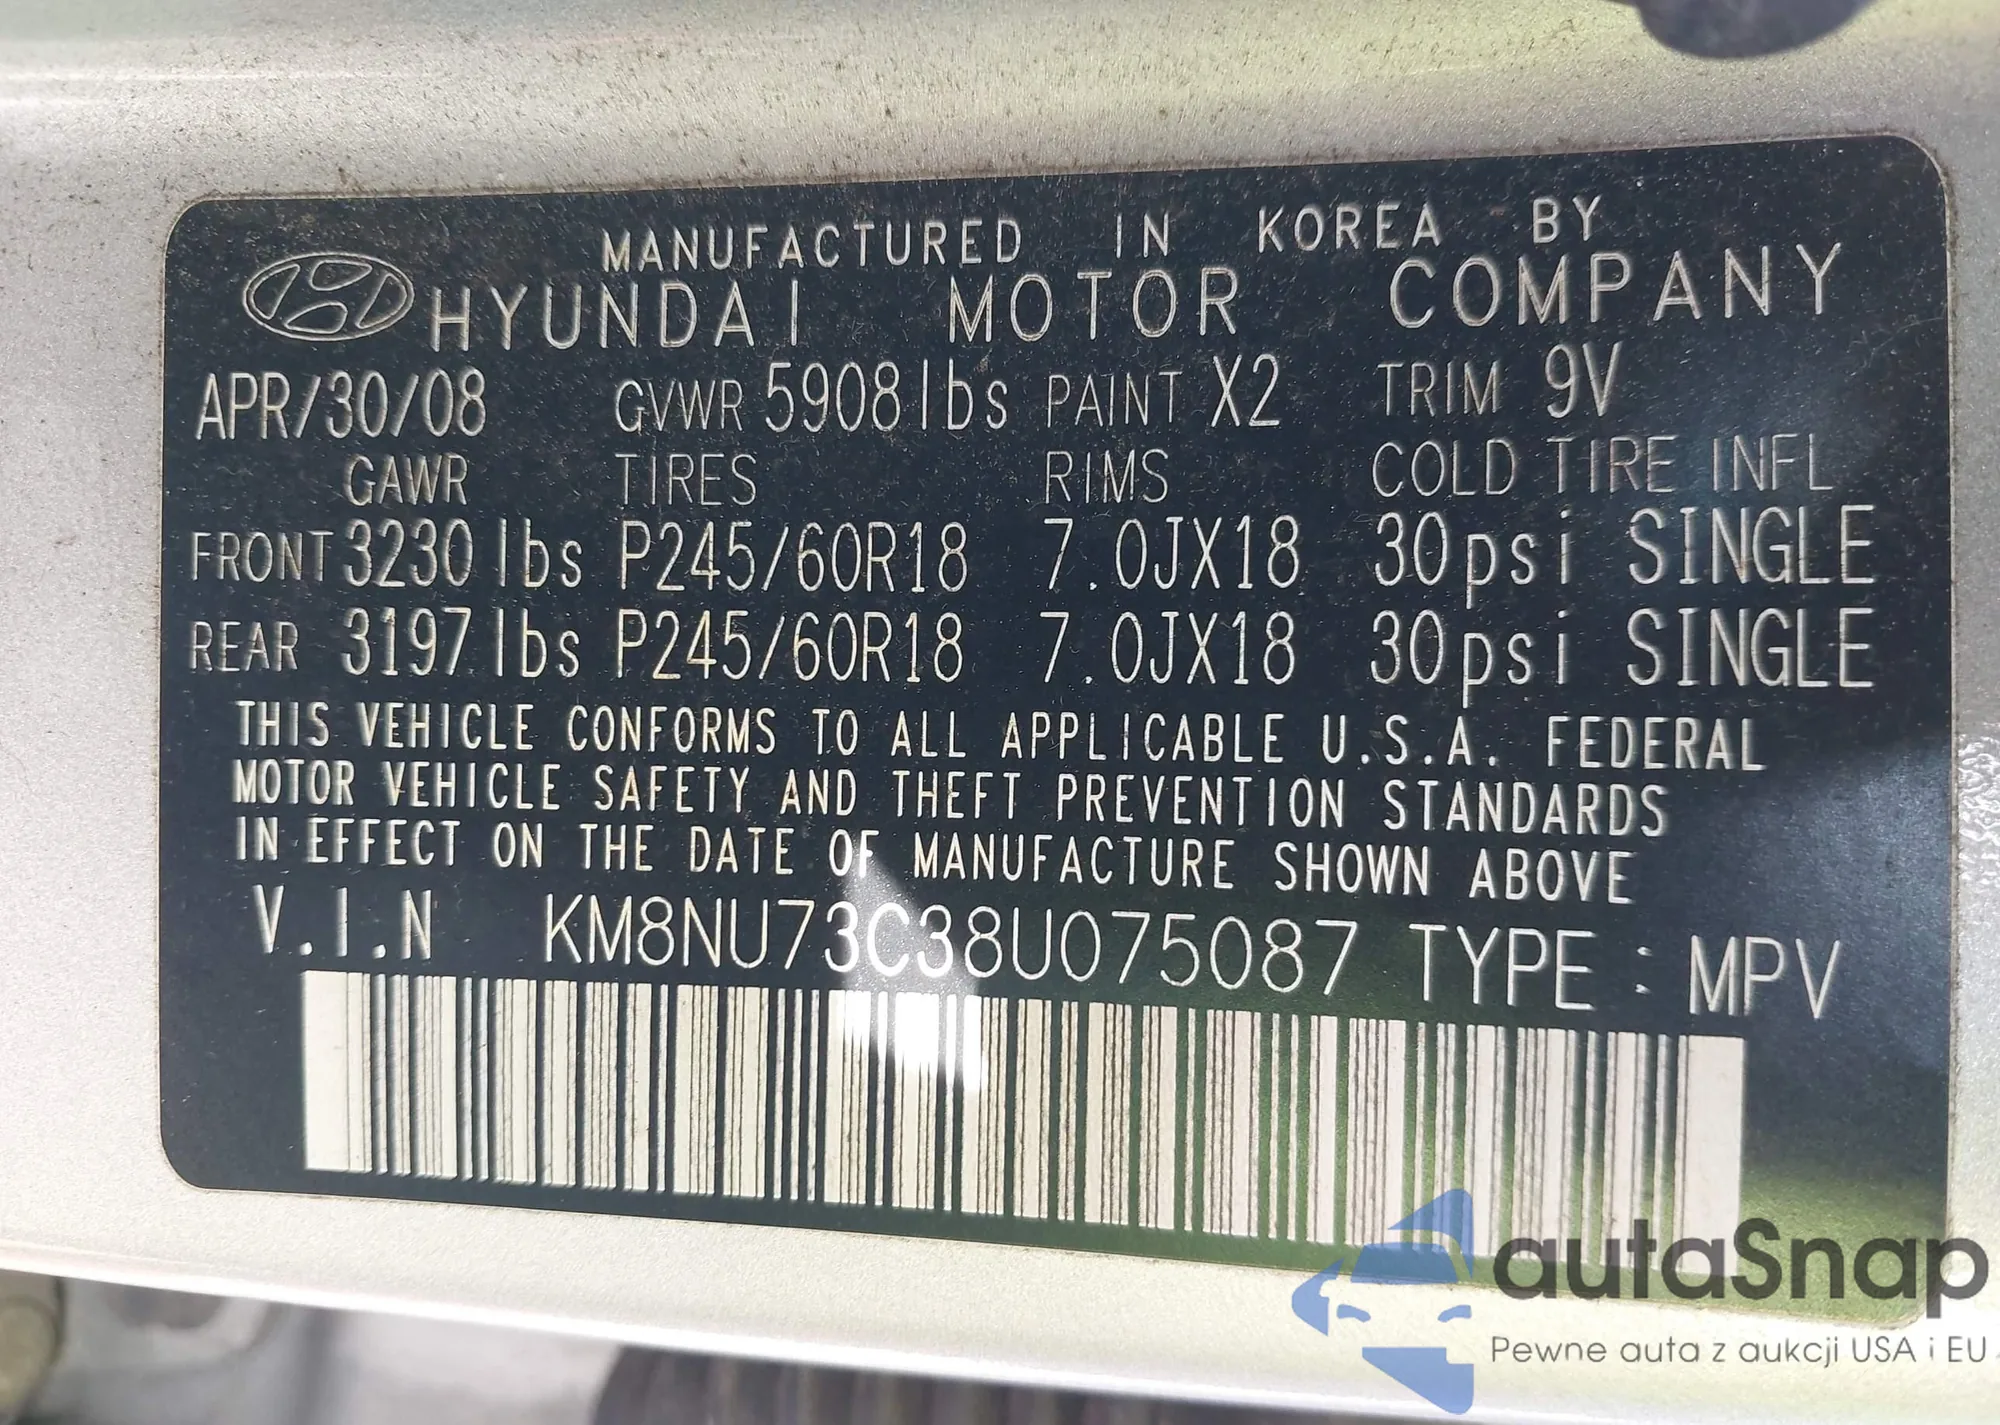 MANUFACTURED IN KOREA BY
HYUNDAI MOTOR COMPANY
APR/30/08 GVWR 5908lbs PAINT X2 TRIM 9V
GAWR TIRES RIMS COLD TIRE INFL
FRONT 3230 lbs P245/60R18 7.0JX18 30psi SINGLE
REAR 3197 lbs P245/60R18 7.0JX18 30psi SINGLE
THIS VEHICLE CONFORMS TO ALL APPLICABLE U.S.A. FEDERAL
MOTOR VEHICLE SAFETY AND THEFT PREVENTION STANDARDS
IN EFFECT ON THE DATE OF MANUFACTURE SHOWN ABOVE
V.I.N KM8NU73C38U075087 TYPE : MPV
autaSnap
Pewne auta z aukcji USA i EU